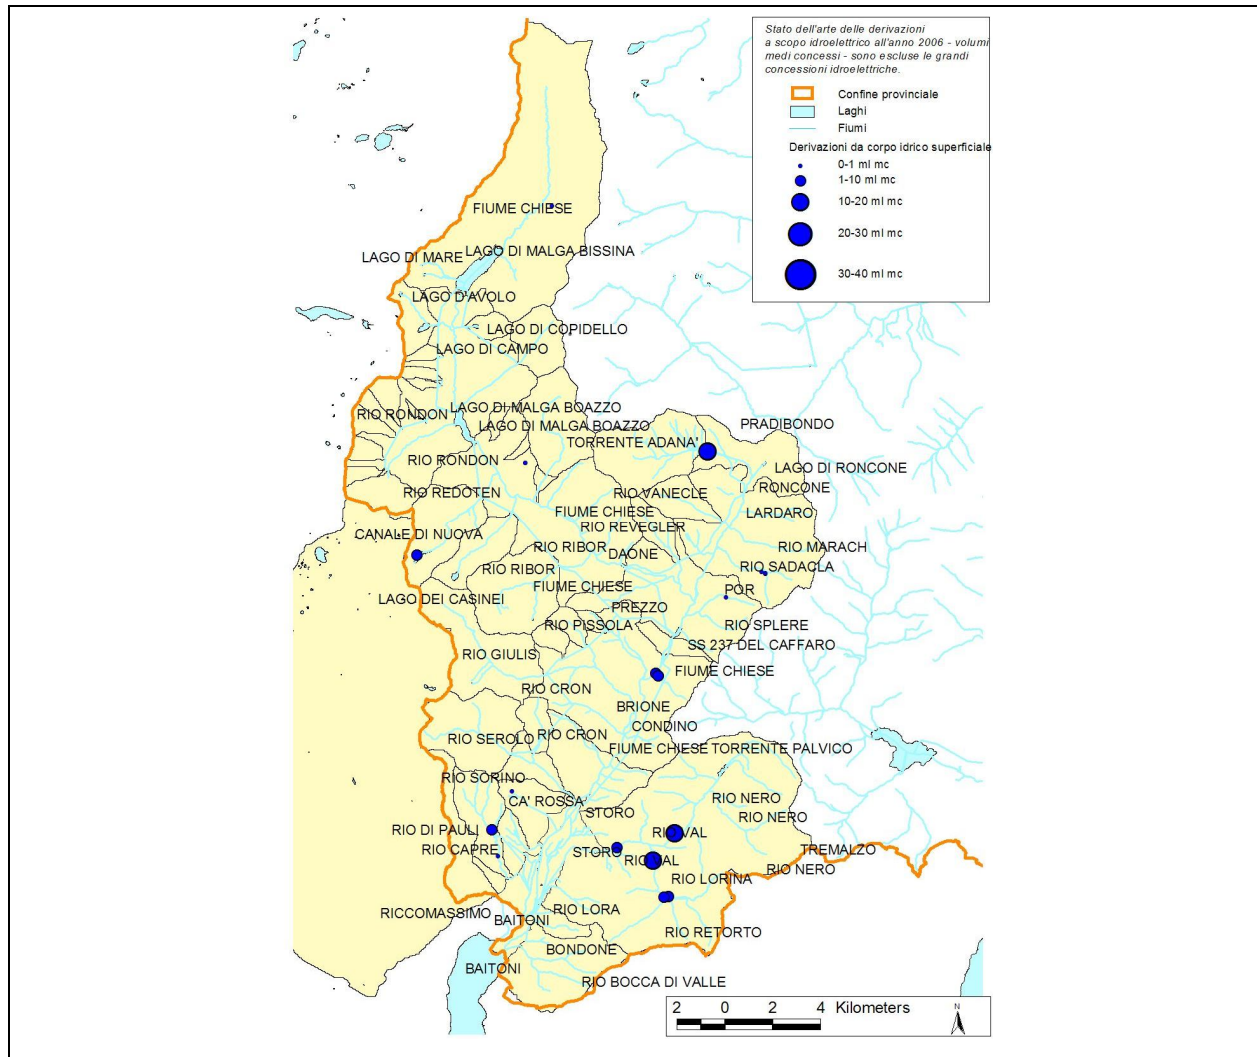 Stato dell'arte delle derivazioni
a scopo idroelettrico all'anno 2006 - volumi
medi concessi - sono escluse le grandi
concessioni idroelettriche.
Confine provinciale
Laghi
Fiumi
Derivazioni da corpo idrico superficiale
0-1 ml mc
1-10 ml mc
10-20 ml mc
20-30 ml mc
30-40 ml mc
FIUME CHIESE
LAGO DI MALGA BISSINA
LAGO DI MARE
LAGO D'AVOLO
LAGO DI COPIDELLO
LAGO DI CAMPO
LAGO DI MALGA BOAZZO
RIO RONDON
LAGO DI MALGA BOAZZO
PRADIBONDO
TORRENTE ADANA'
RIO RONDON
LAGO DI RONCONE
RONCONE
RIO REDOTEN
RIO VANECLE
FIUME CHIESE
LARDARO
RIO REVEGLER
CANALE DI NUOVA
RIO RIBOR
DAONE
RIO MARACH
RIO RIBOR
RIO SADACLA
FIUME CHIESE
POR
LAGO DEI CASINEI
PREZZO
RIO PISSOLA
RIO SPLERE
SS 237 DEL CAFFARO
RIO GIULIS
FIUME CHIESE
RIO CRON
BRIONE
CONDINO
RIO SEROLO
RIO CRON
FIUME CHIESE
TORRENTE PALVICO
RIO SORINO
CA' ROSSA
RIO NERO
STORO
RIO NERO
RIO DI PAULI
RIO VAL
RIO CAPRE
STORO
RIO VAL
TREMALZO
RIO NERO
RIO LORINA
RICCOMASSIMO
BAITONI
RIO LORA
RIO RETORTO
BONDONE
BAITONI
RIO BOCCA DI VALLE
2 0 2 4 Kilometers
N